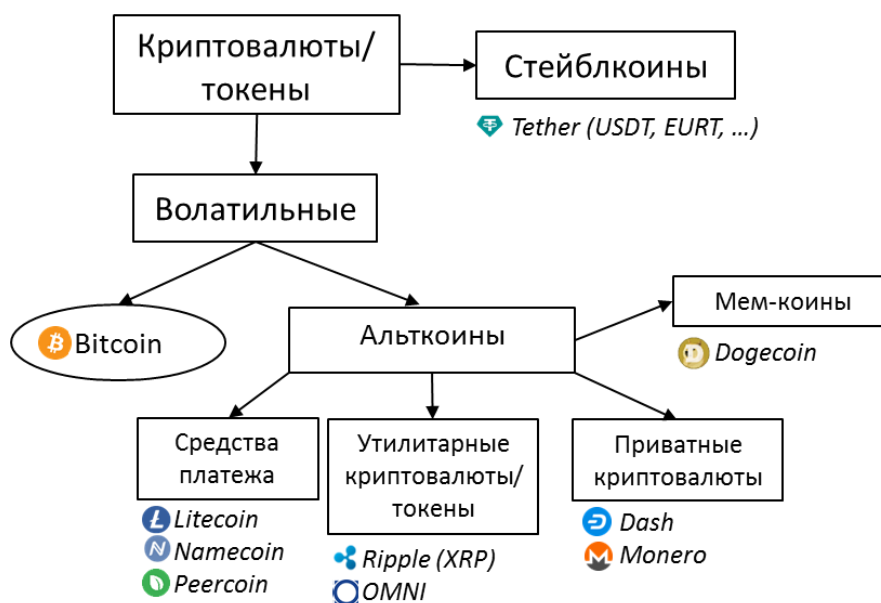 Криптовалюты/
токены
Стейблкоины
Tether (USDT, EURT, ...)
Волатильные
Bitcoin
Альткоины
Мем-коины
Dogecoin
Средства
платежа
Litecoin
Namecoin
Peercoin
Утилитарные
криптовалюты/
токены
Ripple (XRP)
OMNI
Приватные
криптовалюты
Dash
Monero